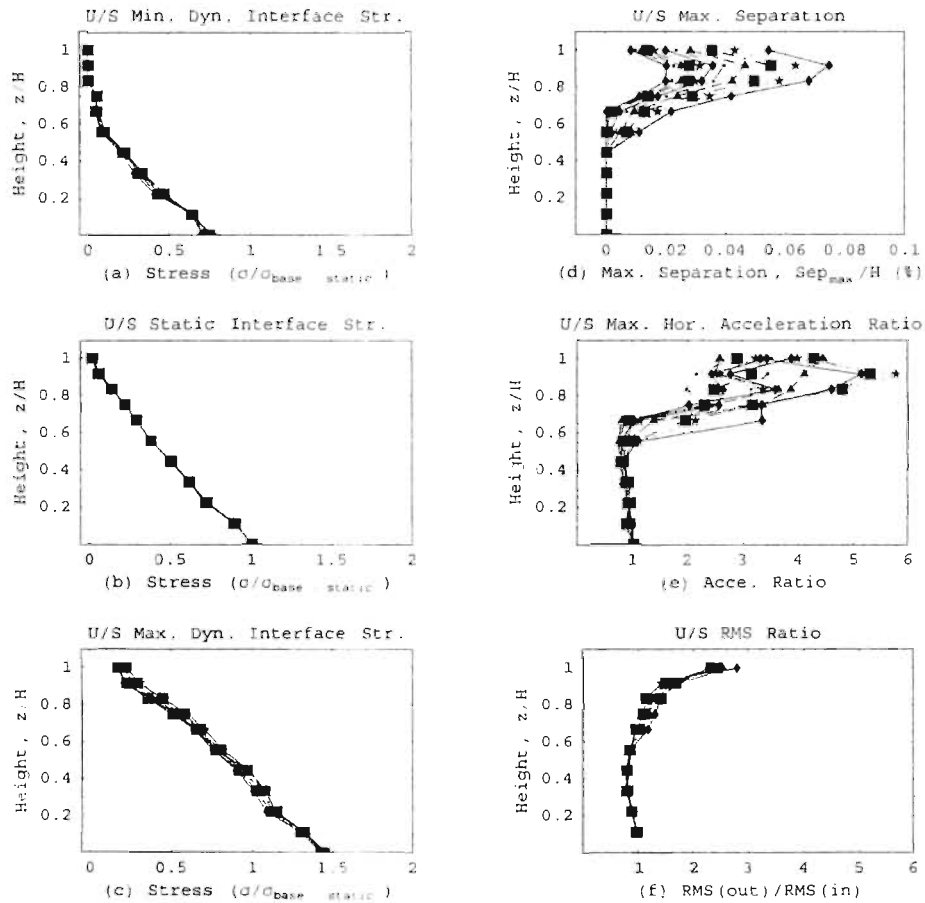 U/S Min. Dyn. Interface Str.
1
0.8
0.6
0.4
0.2
Height, z/H
0 0.5 1 1.5 2
(a) Stress (σ/σbase static)
U/S Static Interface Str.
1
0.8
0.6
0.4
0.2
Height, z/H
0 0.5 1 1.5 2
(b) Stress (σ/σbase static)
U/S Max. Dyn. Interface Str.
1
0.8
0.6
0.4
0.2
Height, z/H
0 0.5 1 1.5 2
(c) Stress (σ/σbase static)
U/S Max. Separation
1
0.8
0.6
0.4
0.2
Height, z/H
0 0.02 0.04 0.06 0.08 0.1
(d) Max. Separation, Sepmax/H (%)
U/S Max. Hor. Acceleration Ratio
1
0.8
0.6
0.4
0.2
Height, z/H
1 2 3 4 5 6
(e) Acce. Ratio
U/S RMS Ratio
1
0.8
0.6
0.4
0.2
Height, z/H
1 2 3 4 5 6
(f) RMS(out)/RMS(in)